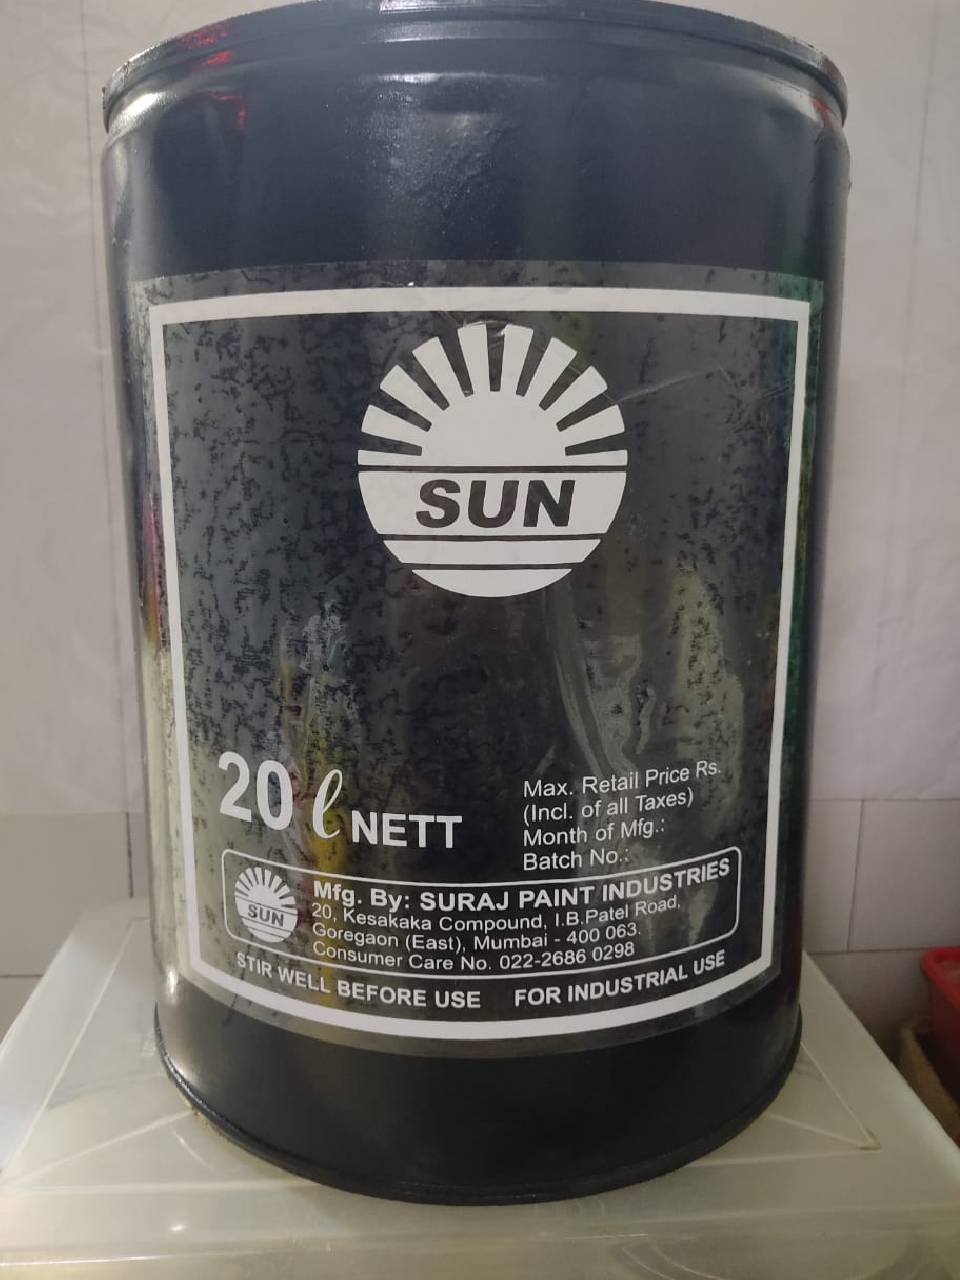 SUN
20 ℓ NETT
Max. Retail Price Rs.
(Incl. of all Taxes)
Month of Mfg.:
Batch No.:
SUN
Mfg. By: SURAJ PAINT INDUSTRIES
20, Kesakaka Compound, I.B.Patel Road,
Goregaon (East), Mumbai - 400 063.
Consumer Care No. 022-2686 0298
STIR WELL BEFORE USE FOR INDUSTRIAL USE